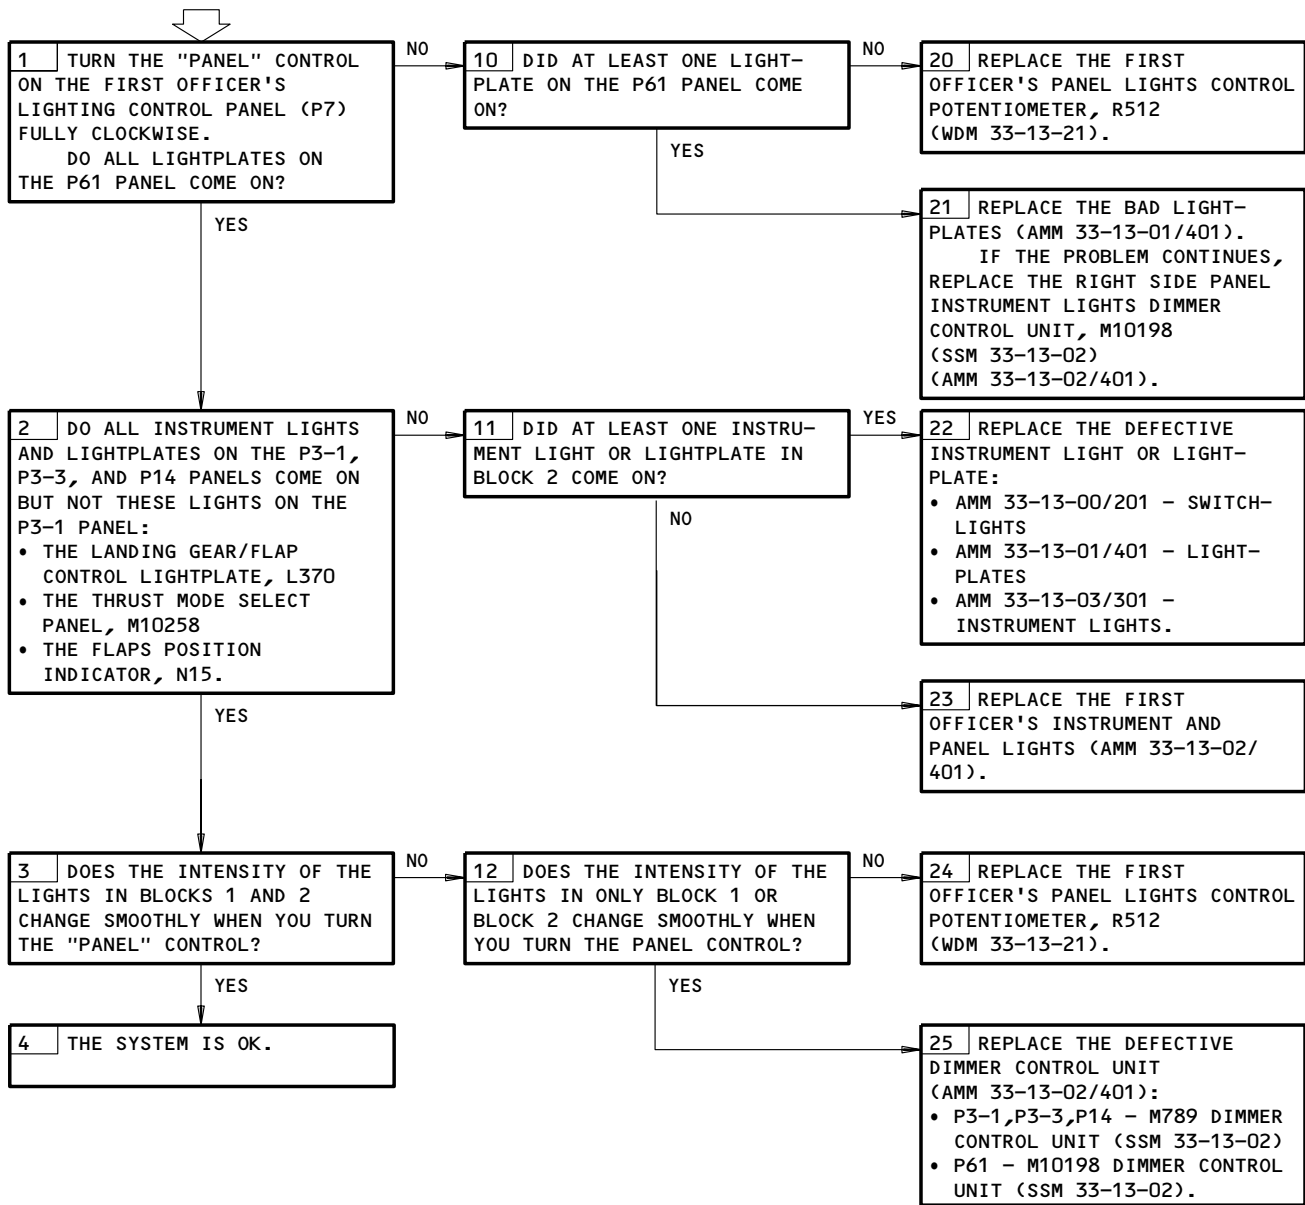 1 TURN THE "PANEL" CONTROL
ON THE FIRST OFFICER'S
LIGHTING CONTROL PANEL (P7)
FULLY CLOCKWISE.
DO ALL LIGHTPLATES ON
THE P61 PANEL COME ON?
NO
YES
10 DID AT LEAST ONE LIGHT-
PLATE ON THE P61 PANEL COME
ON?
NO
YES
20 REPLACE THE FIRST
OFFICER'S PANEL LIGHTS CONTROL
POTENTIOMETER, R512
(WDM 33-13-21).
21 REPLACE THE BAD LIGHT-
PLATES (AMM 33-13-01/401).
IF THE PROBLEM CONTINUES,
REPLACE THE RIGHT SIDE PANEL
INSTRUMENT LIGHTS DIMMER
CONTROL UNIT, M10198
(SSM 33-13-02)
(AMM 33-13-02/401).
2 DO ALL INSTRUMENT LIGHTS
AND LIGHTPLATES ON THE P3-1,
P3-3, AND P14 PANELS COME ON
BUT NOT THESE LIGHTS ON THE
P3-1 PANEL:
• THE LANDING GEAR/FLAP
CONTROL LIGHTPLATE, L370
• THE THRUST MODE SELECT
PANEL, M10258
• THE FLAPS POSITION
INDICATOR, N15.
NO
YES
11 DID AT LEAST ONE INSTRU-
MENT LIGHT OR LIGHTPLATE IN
BLOCK 2 COME ON?
YES
NO
22 REPLACE THE DEFECTIVE
INSTRUMENT LIGHT OR LIGHT-
PLATE:
• AMM 33-13-00/201 - SWITCH-
LIGHTS
• AMM 33-13-01/401 - LIGHT-
PLATES
• AMM 33-13-03/301 -
INSTRUMENT LIGHTS.
23 REPLACE THE FIRST
OFFICER'S INSTRUMENT AND
PANEL LIGHTS (AMM 33-13-02/
401).
3 DOES THE INTENSITY OF THE
LIGHTS IN BLOCKS 1 AND 2
CHANGE SMOOTHLY WHEN YOU TURN
THE "PANEL" CONTROL?
NO
YES
12 DOES THE INTENSITY OF THE
LIGHTS IN ONLY BLOCK 1 OR
BLOCK 2 CHANGE SMOOTHLY WHEN
YOU TURN THE PANEL CONTROL?
NO
YES
24 REPLACE THE FIRST
OFFICER'S PANEL LIGHTS CONTROL
POTENTIOMETER, R512
(WDM 33-13-21).
4 THE SYSTEM IS OK.
25 REPLACE THE DEFECTIVE
DIMMER CONTROL UNIT
(AMM 33-13-02/401):
• P3-1,P3-3,P14 - M789 DIMMER
CONTROL UNIT (SSM 33-13-02)
• P61 - M10198 DIMMER CONTROL
UNIT (SSM 33-13-02).